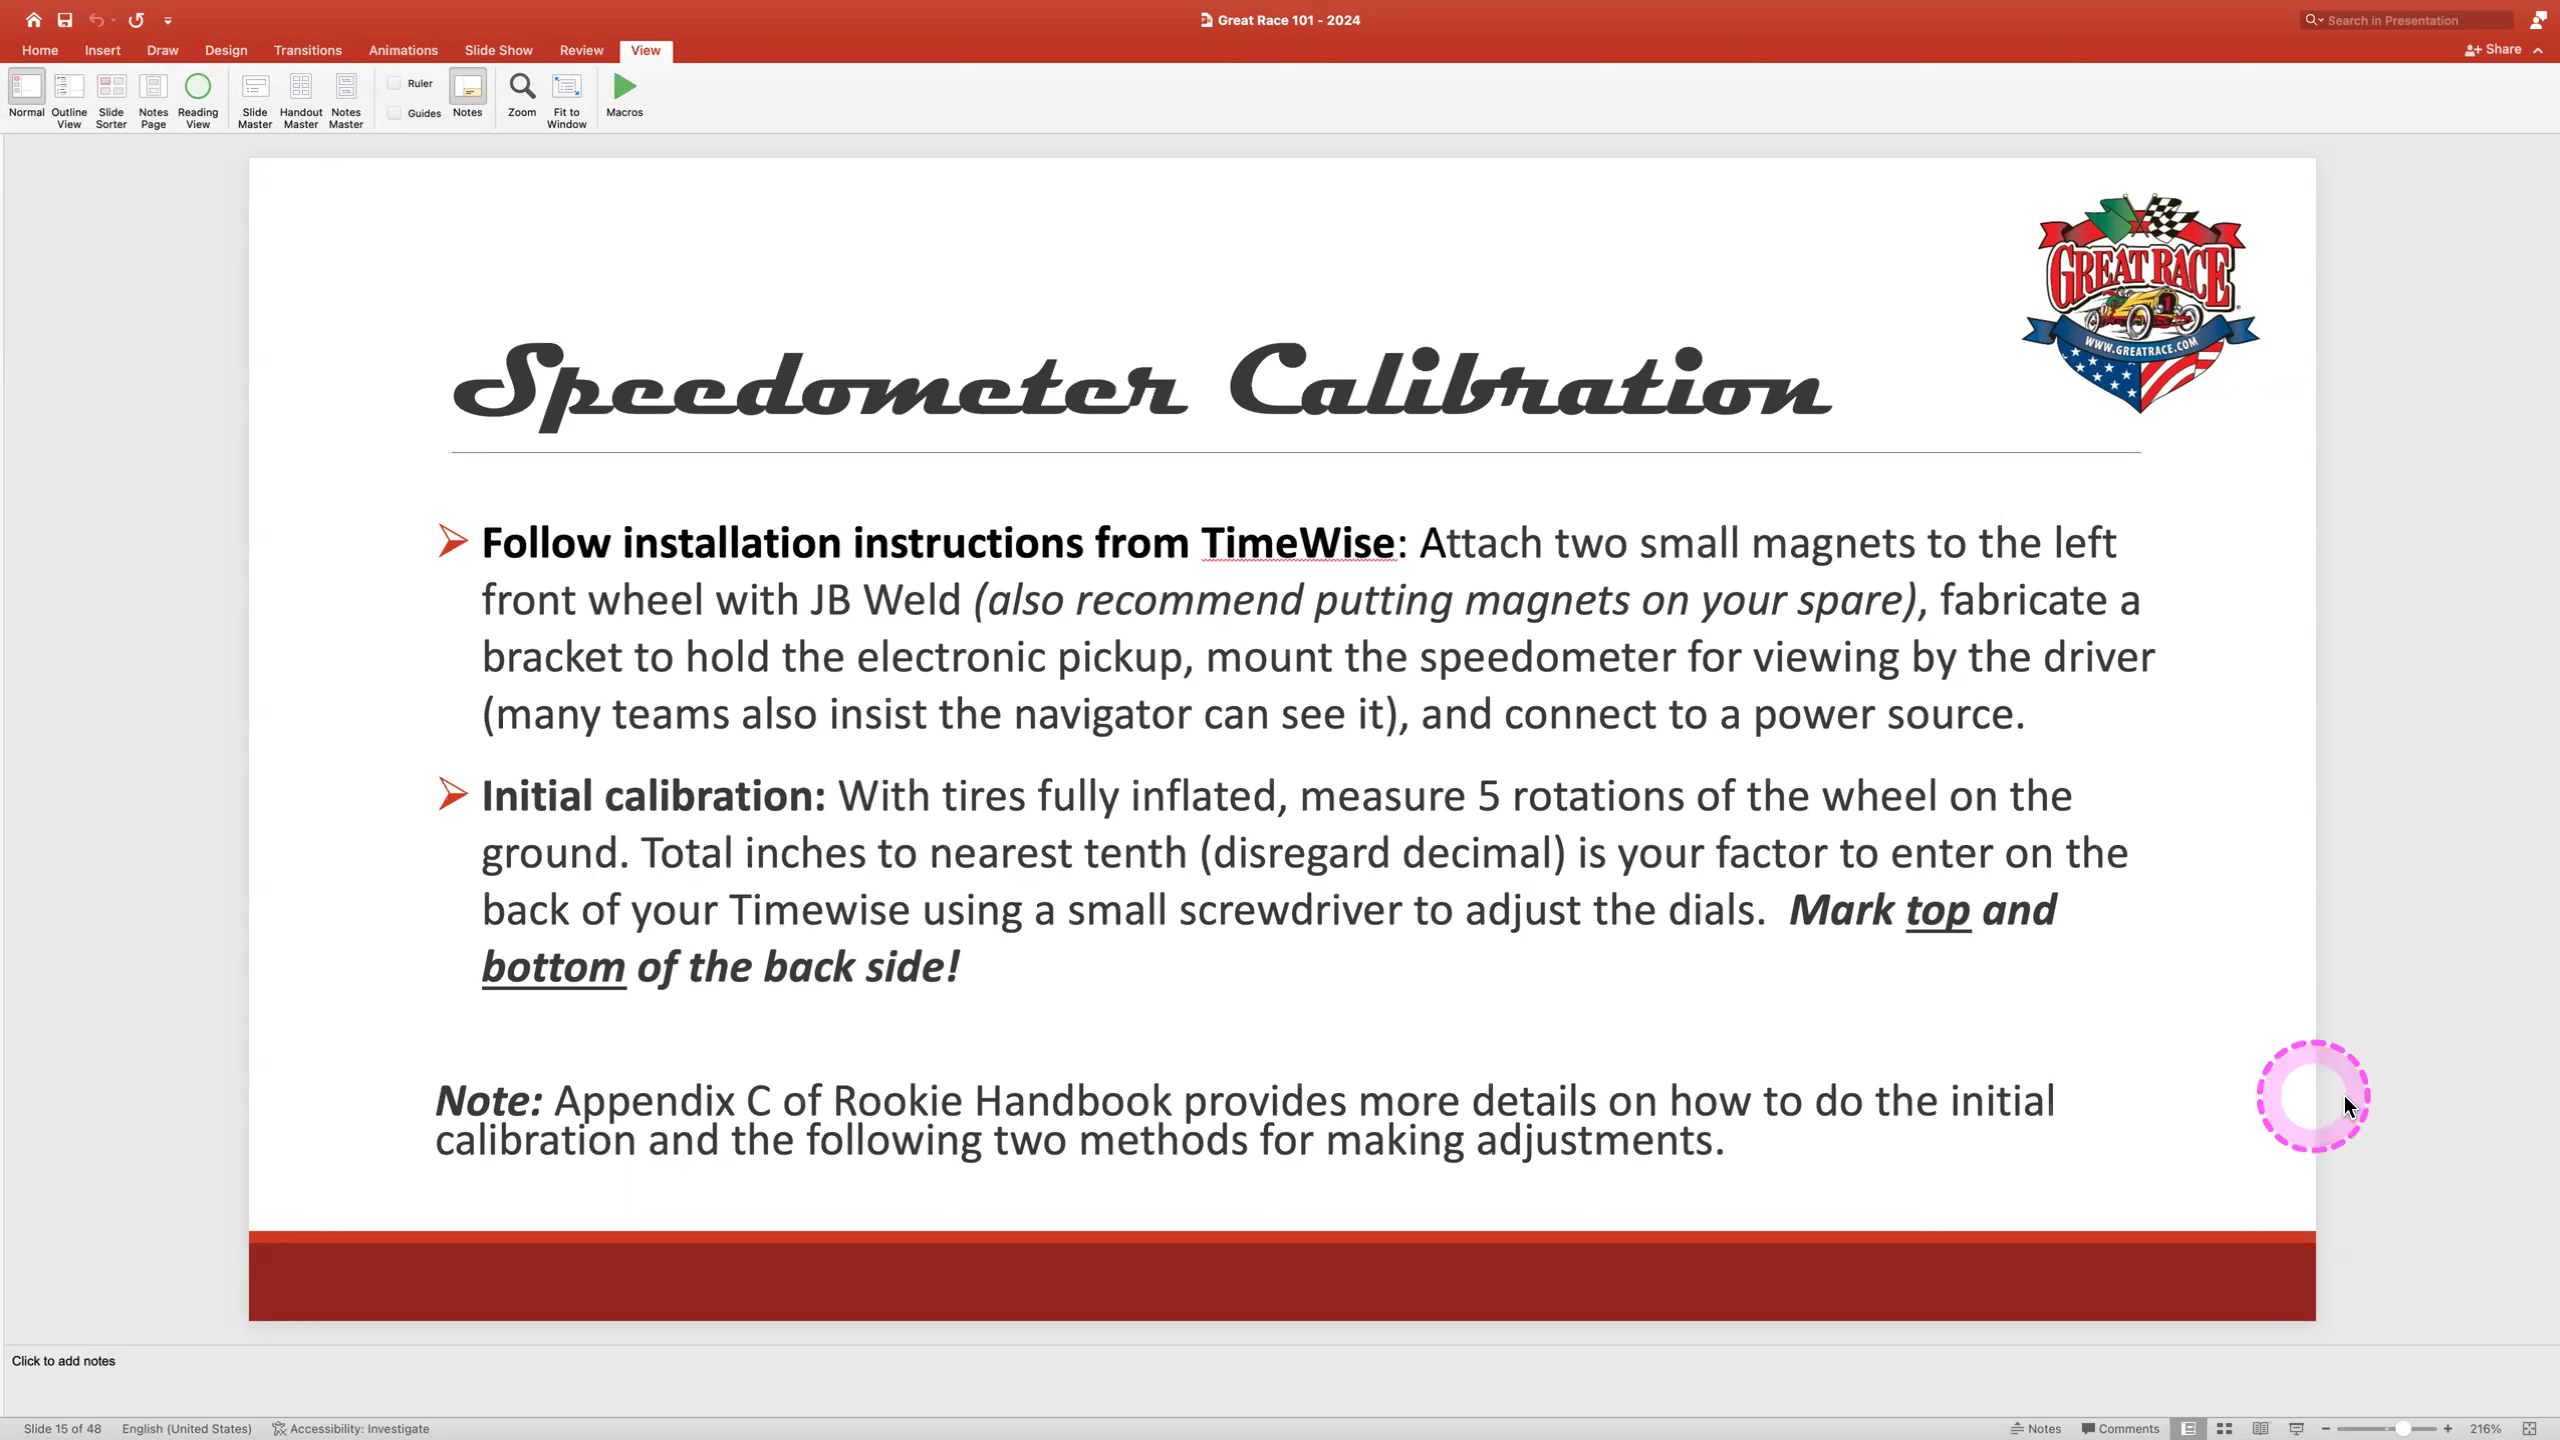 Great Race 101 - 2024
Search in Presentation
Home Insert Draw Design Transitions Animations Slide Show Review View
Share
Normal Outline View Slide Sorter Notes Page Reading View Slide Master Handout Master Notes Master Ruler Guides Notes Zoom Fit to Window Macros
GREAT RACE
WWW.GREATRACE.COM
Speedometer Calibration
Follow installation instructions from TimeWise: Attach two small magnets to the left
front wheel with JB Weld (also recommend putting magnets on your spare), fabricate a
bracket to hold the electronic pickup, mount the speedometer for viewing by the driver
(many teams also insist the navigator can see it), and connect to a power source.
Initial calibration: With tires fully inflated, measure 5 rotations of the wheel on the
ground. Total inches to nearest tenth (disregard decimal) is your factor to enter on the
back of your Timewise using a small screwdriver to adjust the dials. Mark top and
bottom of the back side!
Note: Appendix C of Rookie Handbook provides more details on how to do the initial
calibration and the following two methods for making adjustments.
Click to add notes
Slide 15 of 48 English (United States) Accessibility: Investigate Notes Comments 216%